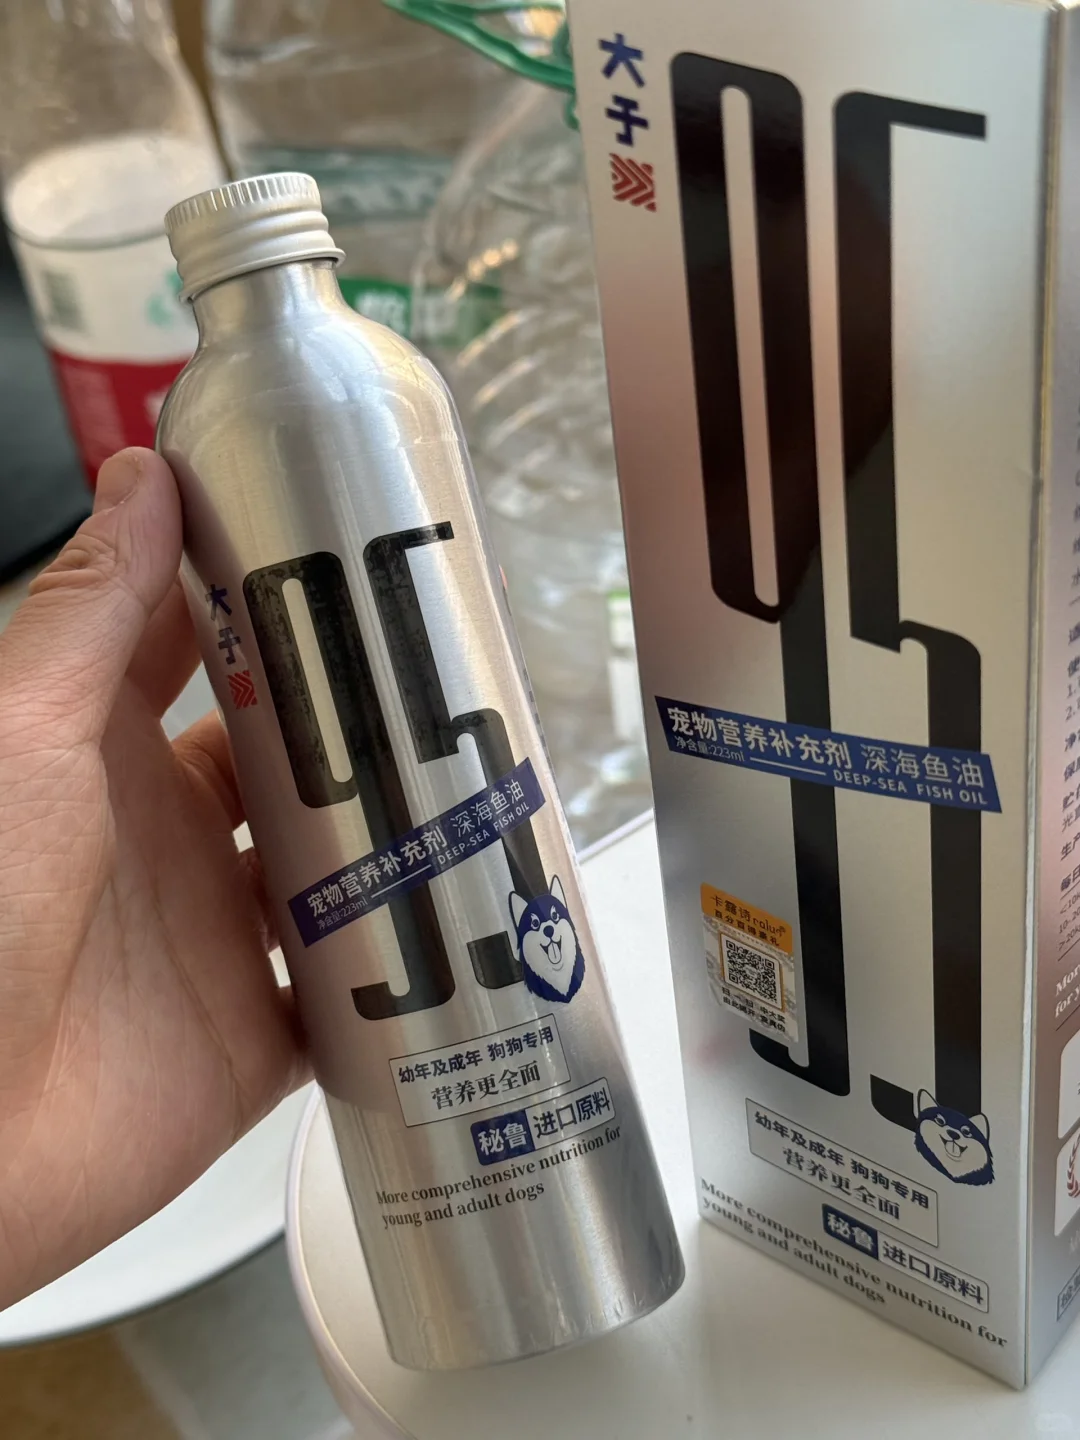 大于
95
宠物营养补充剂 深海鱼油
净含量:223ml
DEEP-SEA FISH OIL
幼年及成年 狗狗专用
营养更全面
秘鲁 进口原料
More comprehensive nutrition for
young and adult dogs
大于
95
宠物营养补充剂 深海鱼油
净含量:223ml
DEEP-SEA FISH OIL
卡露诗
幼年及成年 狗狗专用
营养更全面
秘鲁 进口原料
More comprehensive nutrition for
young and adult dogs